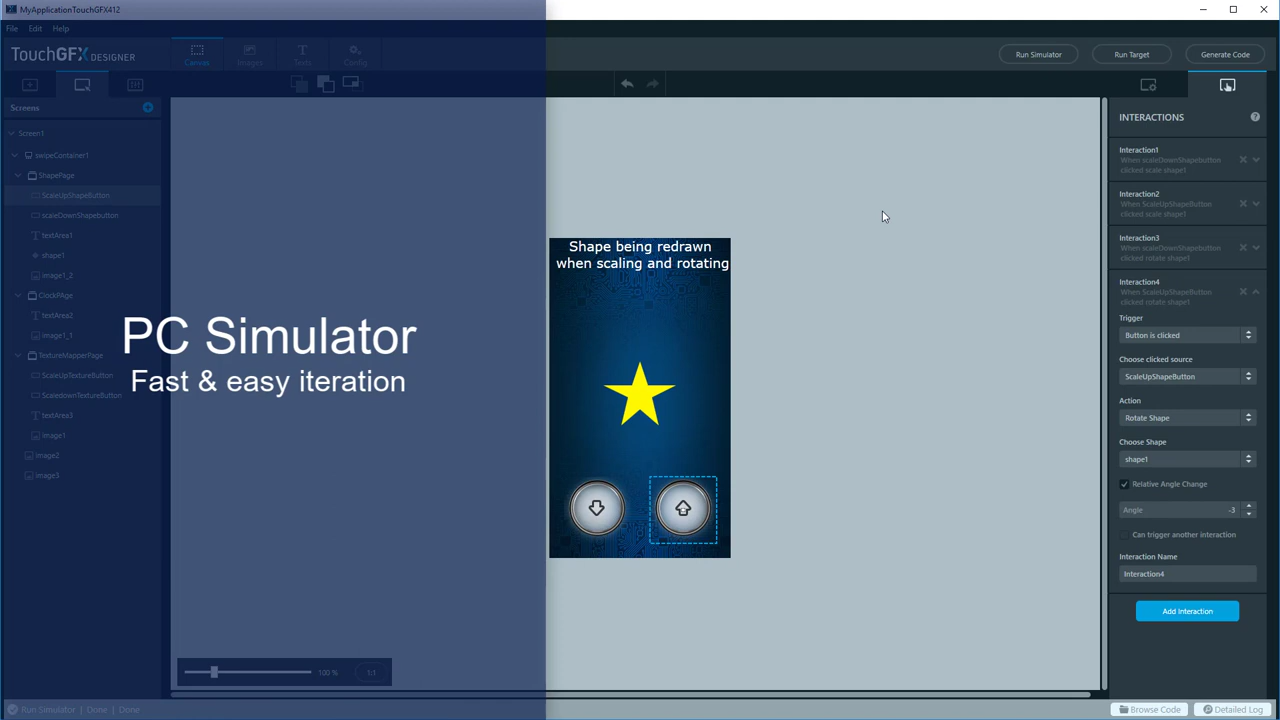 MyApplicationTouchGFX412
File Edit Help
TouchGFX DESIGNER
Canvas
Images
Texts
Config
Run Simulator
Run Target
Generate Code
Screens
Screen1
swipeContainer1
ShapePage
ScaleUpShapeButton
scaleDownShapebutton
textArea1
shape1
image1_2
ClockPAge
textArea2
image1_1
TextureMapperPage
ScaleUpTextureButton
ScaledownTextureButton
textArea3
image1
image2
image3
PC Simulator
Fast & easy iteration
Shape being redrawn
when scaling and rotating
100 %
1:1
INTERACTIONS
?
Interaction1
When scaleDownShapebutton
clicked scale shape1
Interaction2
When ScaleUpShapeButton
clicked scale shape1
Interaction3
When scaleDownShapebutton
clicked rotate shape1
Interaction4
When ScaleUpShapeButton
clicked rotate shape1
Trigger
Button is clicked
Choose clicked source
ScaleUpShapeButton
Action
Rotate Shape
Choose Shape
shape1
Relative Angle Change
Angle -3
Can trigger another interaction
Interaction Name
Interaction4
Add Interaction
Run Simulator | Done | Done
Browse Code
Detailed Log